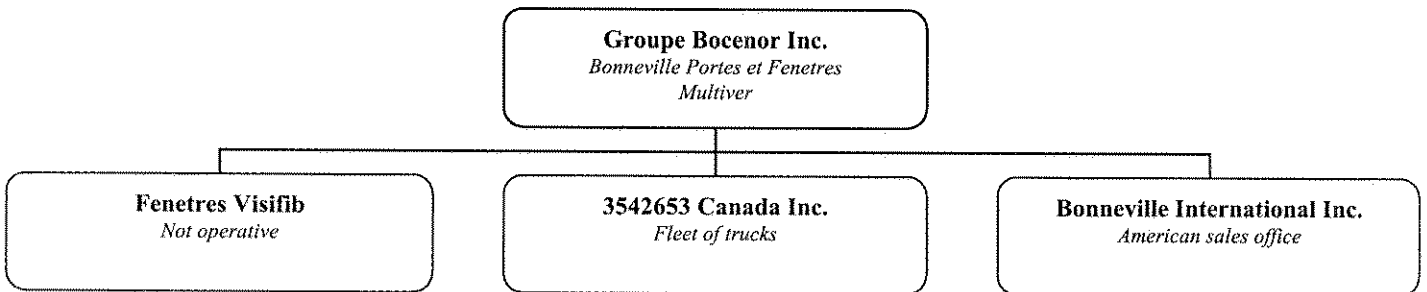 Groupe Bocenor Inc.
Bonneville Portes et Fenetres
Multiver
Fenetres Visifib
Not operative
3542653 Canada Inc.
Fleet of trucks
Bonneville International Inc.
American sales office